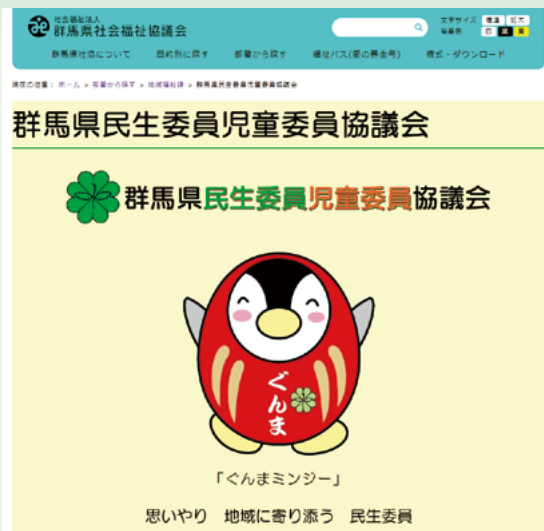 社会福祉法人
群馬県社会福祉協議会
文字サイズ 標準 拡大
背景色 白 黒 黄
群馬県社協について 目的別に探す 部署から探す 福祉バス(愛の募金号) 様式・ダウンロード
現在の位置: ホーム > 部署から探す > 地域福祉課 > 群馬県民生委員児童委員協議会
群馬県民生委員児童委員協議会
群馬県民生委員児童委員協議会
ぐんま
「ぐんまミンジー」
思いやり 地域に寄り添う 民生委員